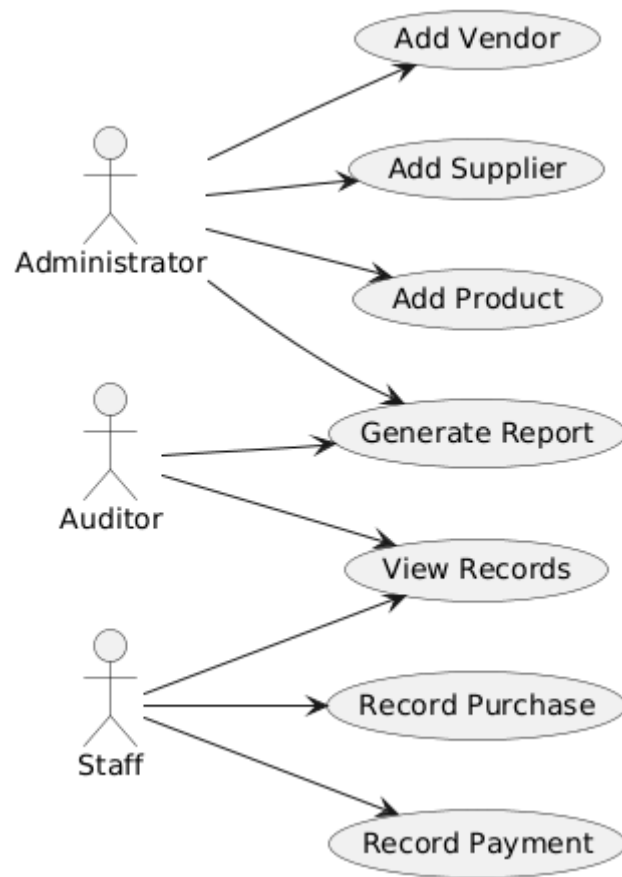 Add Vendor
Add Supplier
Administrator
Add Product
Generate Report
Auditor
View Records
Record Purchase
Staff
Record Payment